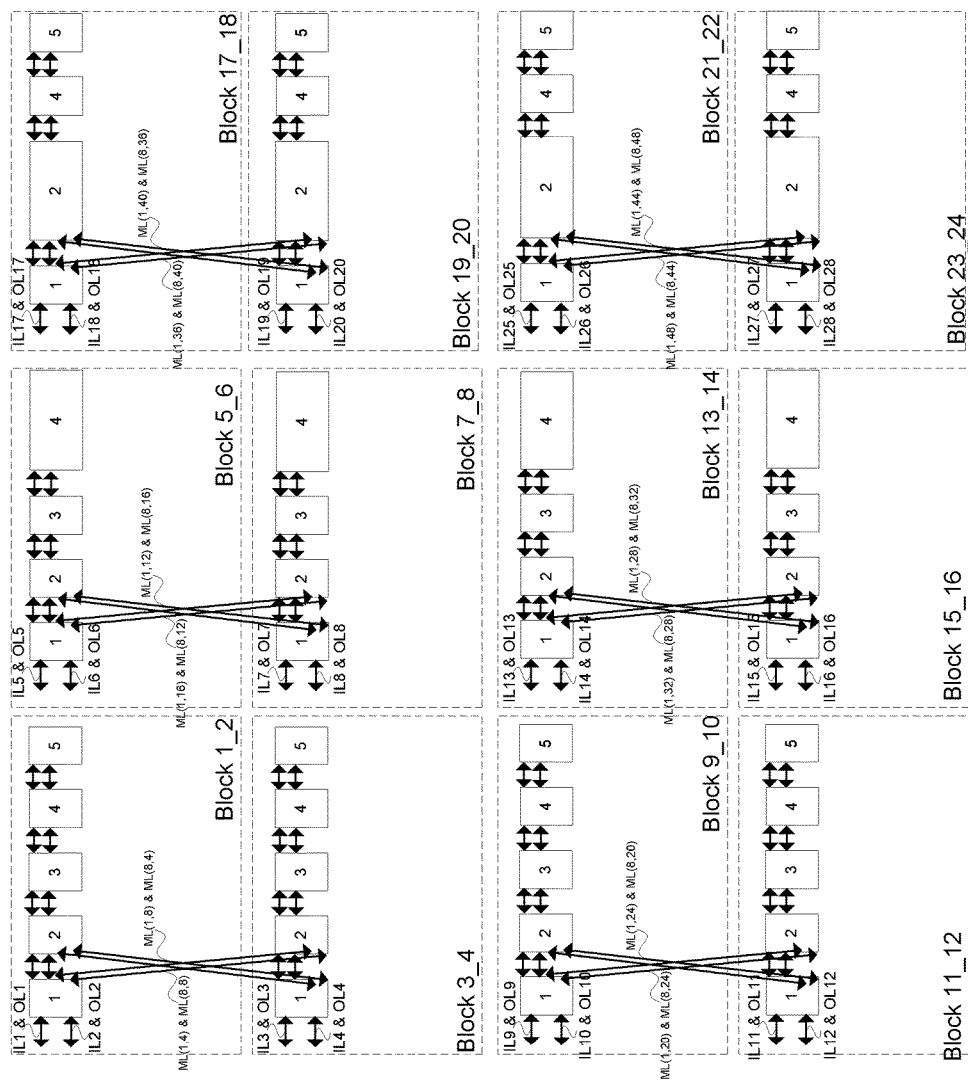 IL1 & OL1
IL2 & OL2
1
2
3
4
5
Block 1_2
ML(1,4) & ML(8,8)
ML(1,8) & ML(8,4)
IL3 & OL3
IL4 & OL4
1
2
3
4
5
Block 3_4
IL5 & OL5
IL6 & OL6
1
2
3
4
Block 5_6
ML(1,16) & ML(8,12)
ML(1,12) & ML(8,16)
IL7 & OL7
IL8 & OL8
1
2
3
4
Block 7_8
IL17 & OL17
IL18 & OL18
1
2
4
5
Block 17_18
ML(1,36) & ML(8,40)
ML(1,40) & ML(8,36)
IL19 & OL19
IL20 & OL20
1
2
4
5
Block 19_20
IL9 & OL9
IL10 & OL10
1
2
3
4
5
Block 9_10
ML(1,20) & ML(8,24)
ML(1,24) & ML(8,20)
IL11 & OL11
IL12 & OL12
1
2
3
4
5
Block 11_12
IL13 & OL13
IL14 & OL14
1
2
3
4
Block 13_14
ML(1,32) & ML(8,28)
ML(1,28) & ML(8,32)
IL15 & OL15
IL16 & OL16
1
2
3
4
Block 15_16
IL25 & OL25
IL26 & OL26
1
2
4
5
Block 21_22
ML(1,48) & ML(8,44)
ML(1,44) & ML(8,48)
IL27 & OL27
IL28 & OL28
1
2
4
5
Block 23_24